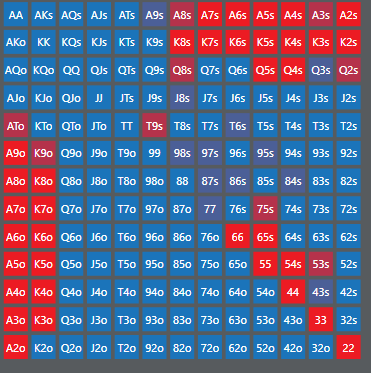 AA AKs AQs AJs ATs A9s A8s A7s A6s A5s A4s A3s A2s
AKo KK KQs KJs KTs K9s K8s K7s K6s K5s K4s K3s K2s
AQo KQo QQ QJs QTs Q9s Q8s Q7s Q6s Q5s Q4s Q3s Q2s
AJo KJo QJo JJ JTs J9s J8s J7s J6s J5s J4s J3s J2s
ATo KTo QTo JTo TT T9s T8s T7s T6s T5s T4s T3s T2s
A9o K9o Q9o J9o T9o 99 98s 97s 96s 95s 94s 93s 92s
A8o K8o Q8o J8o T8o 98o 88 87s 86s 85s 84s 83s 82s
A7o K7o Q7o J7o T7o 97o 87o 77 76s 75s 74s 73s 72s
A6o K6o Q6o J6o T6o 96o 86o 76o 66 65s 64s 63s 62s
A5o K5o Q5o J5o T5o 95o 85o 75o 65o 55 54s 53s 52s
A4o K4o Q4o J4o T4o 94o 84o 74o 64o 54o 44 43s 42s
A3o K3o Q3o J3o T3o 93o 83o 73o 63o 53o 43o 33 32s
A2o K2o Q2o J2o T2o 92o 82o 72o 62o 52o 42o 32o 22